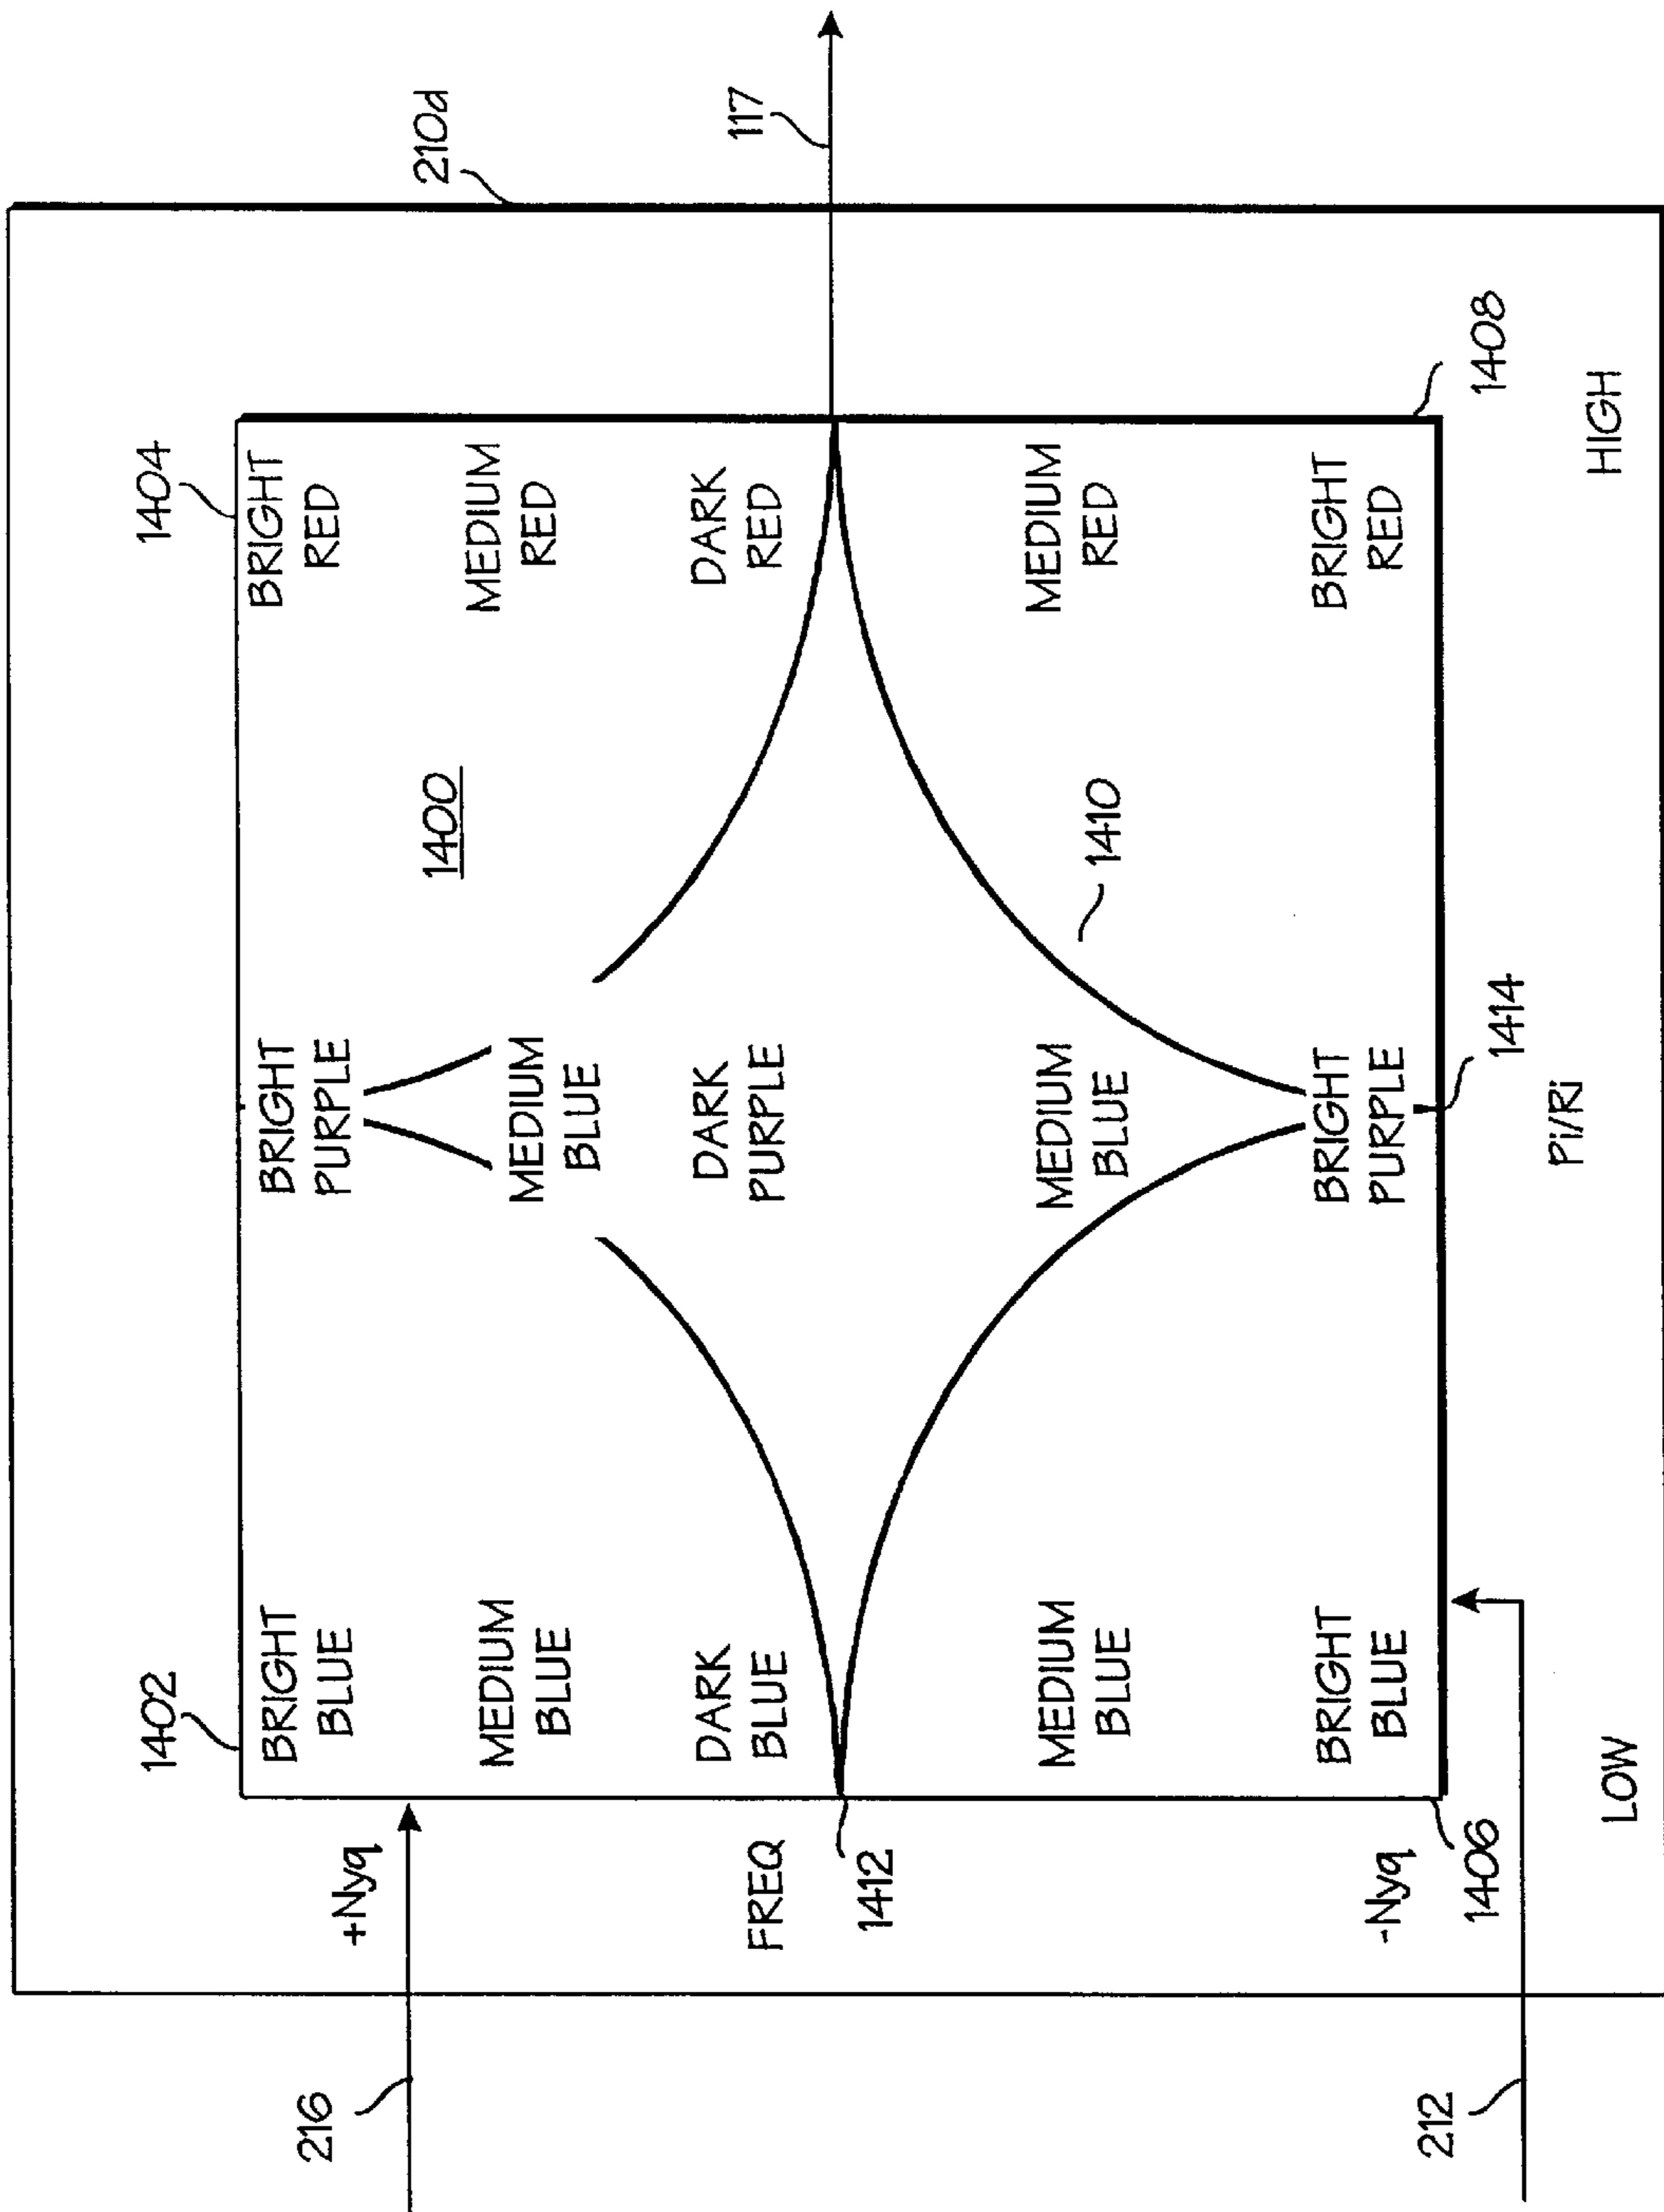 1402
1404
BRIGHT BLUE
BRIGHT PURPLE
BRIGHT RED
216
+Nyq
210d
1400
MEDIUM BLUE
MEDIUM BLUE
MEDIUM RED
117
FREQ
DARK BLUE
DARK PURPLE
DARK RED
1412
1410
MEDIUM BLUE
MEDIUM BLUE
MEDIUM RED
-Nyq
BRIGHT BLUE
BRIGHT PURPLE
BRIGHT RED
212
1406
1414
1408
LOW
Pi/Ri
HIGH